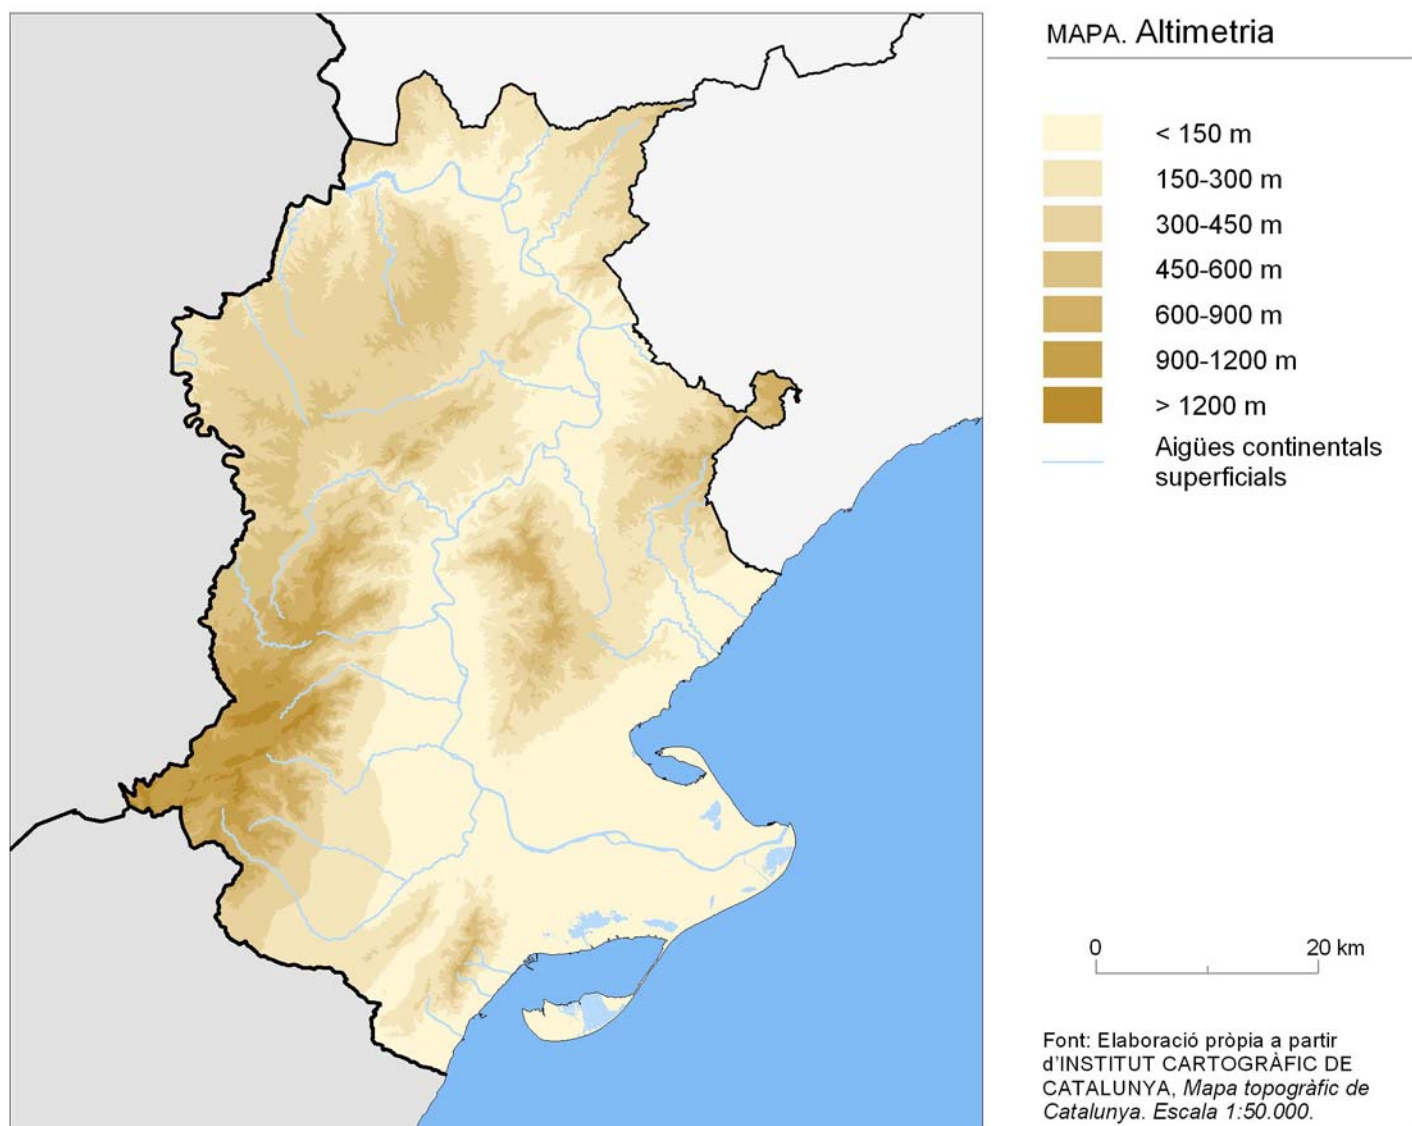 MAPA. Altimetria
< 150 m
150-300 m
300-450 m
450-600 m
600-900 m
900-1200 m
> 1200 m
Aigües continentals
superficials
0 20 km
Font: Elaboració pròpia a partir
d'INSTITUT CARTOGRÀFIC DE
CATALUNYA, Mapa topogràfic de
Catalunya. Escala 1:50.000.